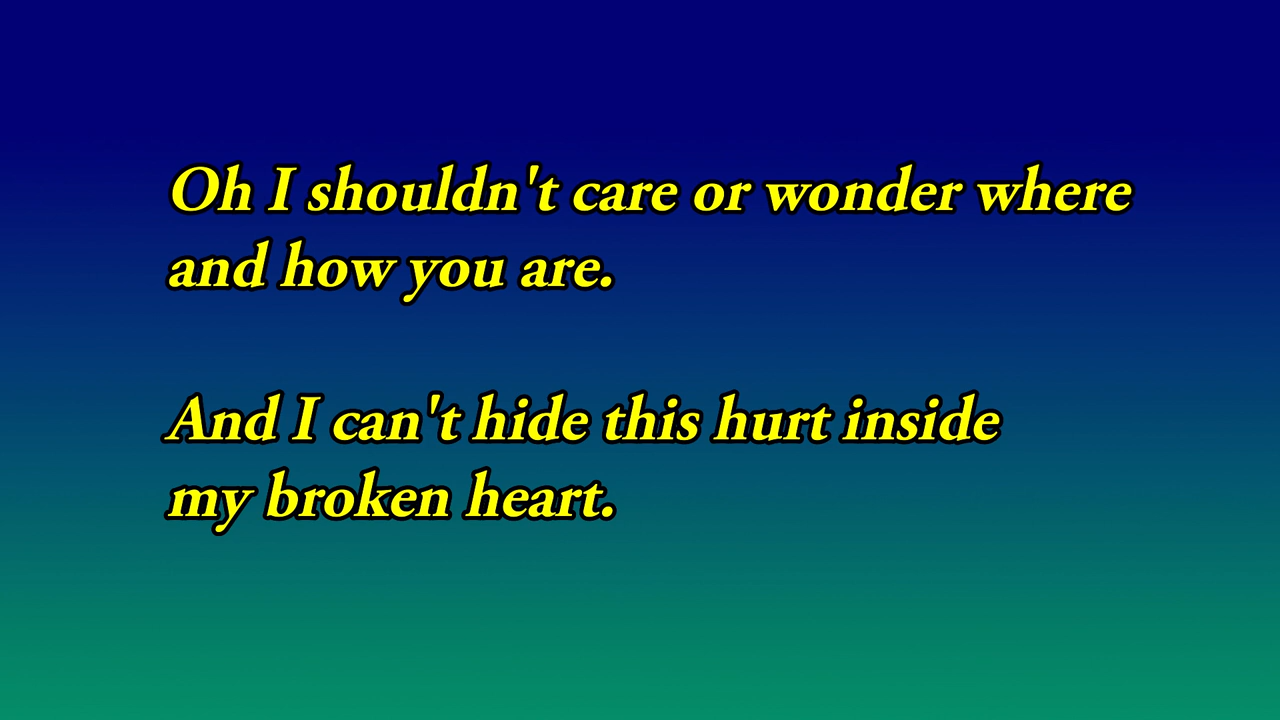 Oh I shouldn't care or wonder where
and how you are.
And I can't hide this hurt inside
my broken heart.